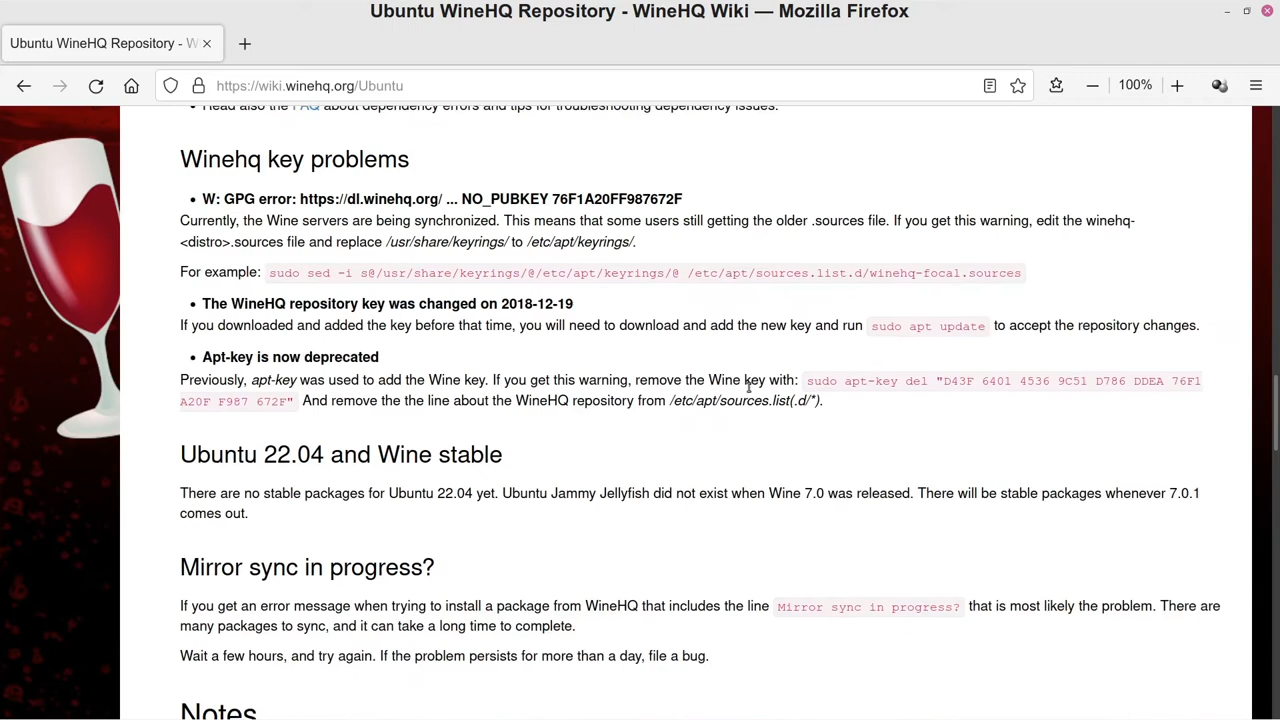 Ubuntu WineHQ Repository - WineHQ Wiki — Mozilla Firefox
Ubuntu WineHQ Repository - W
https://wiki.winehq.org/Ubuntu
100%
Read also the FAQ about dependency errors and tips for troubleshooting dependency issues.
Winehq key problems
• W: GPG error: https://dl.winehq.org/ ... NO_PUBKEY 76F1A20FF987672F
Currently, the Wine servers are being synchronized. This means that some users still getting the older .sources file. If you get this warning, edit the winehq-
<distro>.sources file and replace /usr/share/keyrings/ to /etc/apt/keyrings/.
For example: sudo sed -i s@/usr/share/keyrings/@/etc/apt/keyrings/@ /etc/apt/sources.list.d/winehq-focal.sources
• The WineHQ repository key was changed on 2018-12-19
If you downloaded and added the key before that time, you will need to download and add the new key and run sudo apt update to accept the repository changes.
• Apt-key is now deprecated
Previously, apt-key was used to add the Wine key. If you get this warning, remove the Wine key with: sudo apt-key del "D43F 6401 4536 9C51 D786 DDEA 76F1
A20F F987 672F" And remove the the line about the WineHQ repository from /etc/apt/sources.list(.d/*).
Ubuntu 22.04 and Wine stable
There are no stable packages for Ubuntu 22.04 yet. Ubuntu Jammy Jellyfish did not exist when Wine 7.0 was released. There will be stable packages whenever 7.0.1
comes out.
Mirror sync in progress?
If you get an error message when trying to install a package from WineHQ that includes the line Mirror sync in progress? that is most likely the problem. There are
many packages to sync, and it can take a long time to complete.
Wait a few hours, and try again. If the problem persists for more than a day, file a bug.
Notes